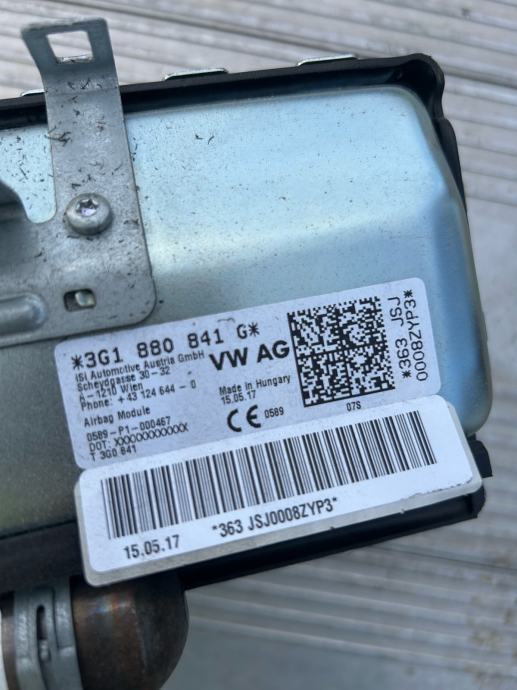 *3G1 880 841 G*
iSi Automotive Austria GmbH
Scheydgasse 30-32
A-1210 Wien
Phone: +43 124 644 - 0
Airbag Module
0589-P1-000467
DOT: XXXXXXXXXXXX
T 3G0 841
VW AG
Made in Hungary
15.05.17
CE 0589
07S
*363 JSJ
0008ZYP3*
15.05.17
*363 JSJ0008ZYP3*